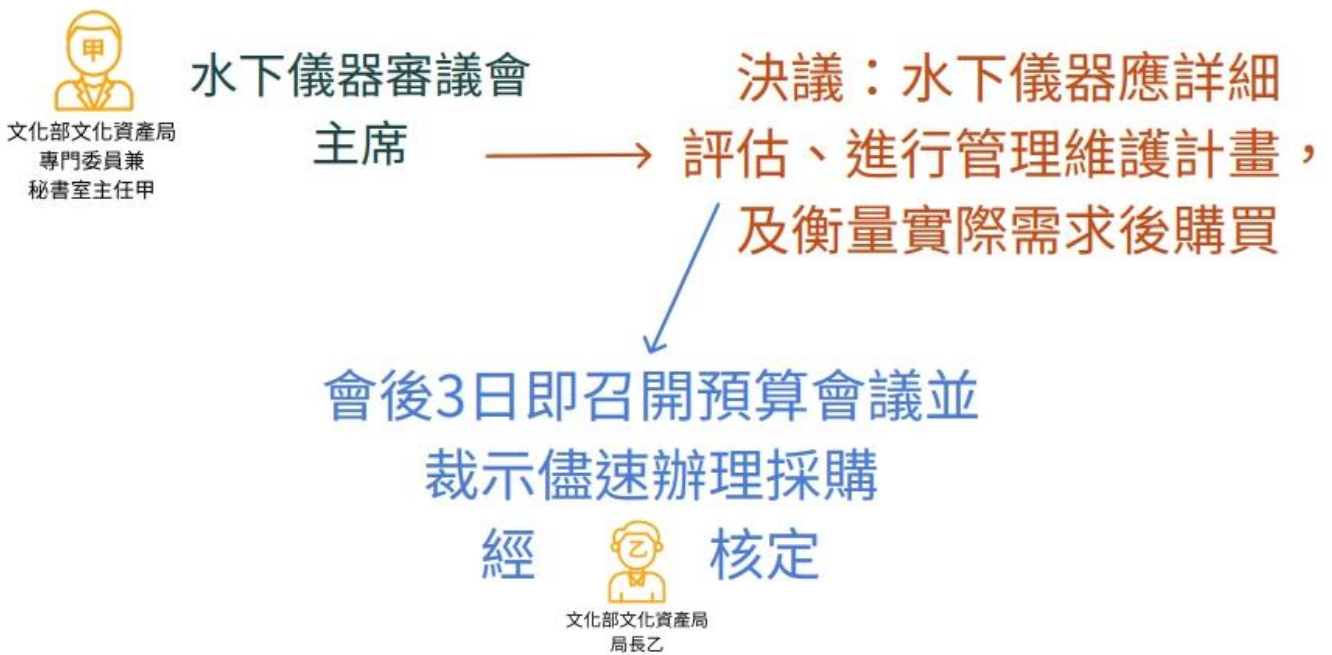 甲
文化部文化資產局
專門委員兼
秘書室主任甲
水下儀器審議會
主席
決議：水下儀器應詳細
評估、進行管理維護計畫，
及衡量實際需求後購買
會後3日即召開預算會議並
裁示儘速辦理採購
經 乙 核定
文化部文化資產局
局長乙